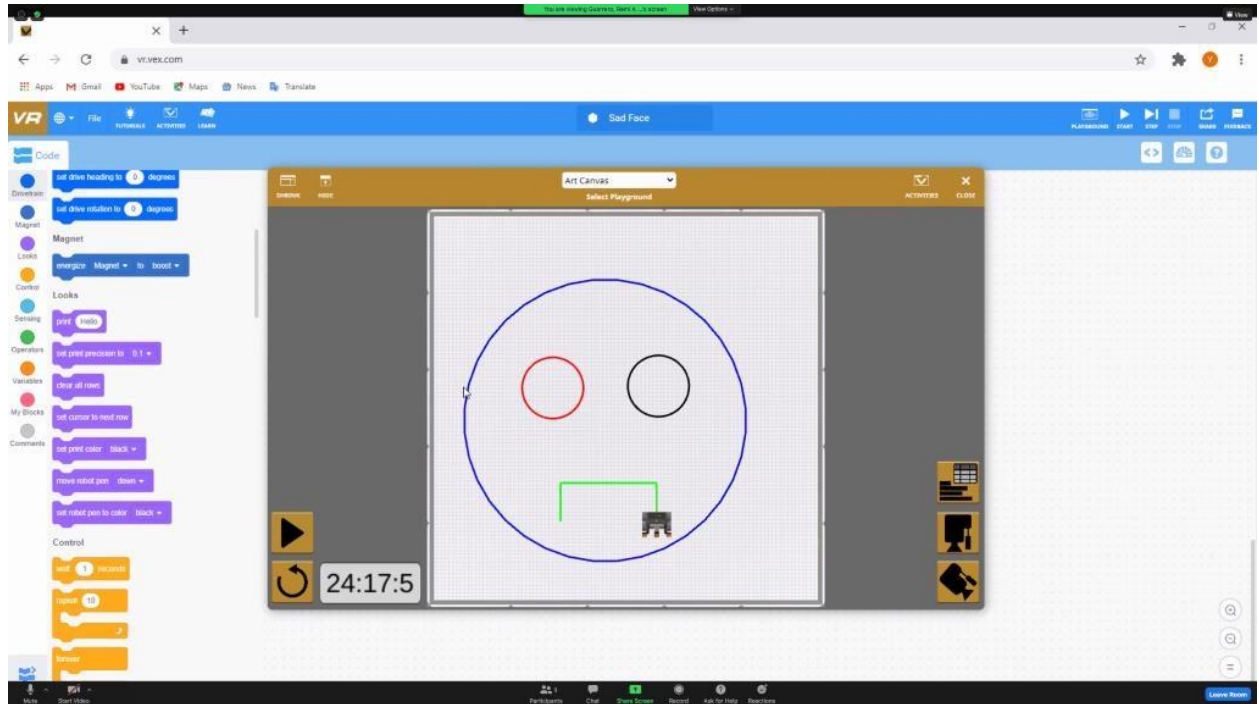 You are viewing Guerrero, Remi A...'s screen View Options
View
vr.vex.com
Y
Apps Gmail YouTube Maps News Translate
VR File TUTORIALS ACTIVITIES LEARN Sad Face PLAYGROUND START STEP STOP SHARE FEEDBACK
Code
Drivetrain
Magnet
Looks
Control
Sensing
Operators
Variables
My Blocks
Comments
set drive heading to 0 degrees
set drive rotation to 0 degrees
Magnet
energize Magnet to boost
Looks
print Hello
set print precision to 0.1
clear all rows
set cursor to next row
set print color black
move robot pen down
set robot pen to color black
Control
wait 1 seconds
repeat 10
forever
SHRINK HIDE Art Canvas ACTIVITIES CLOSE
Select Playground
24:17:5
Mute Start Video Participants 1 Chat Share Screen Record Ask for Help Reactions Leave Room